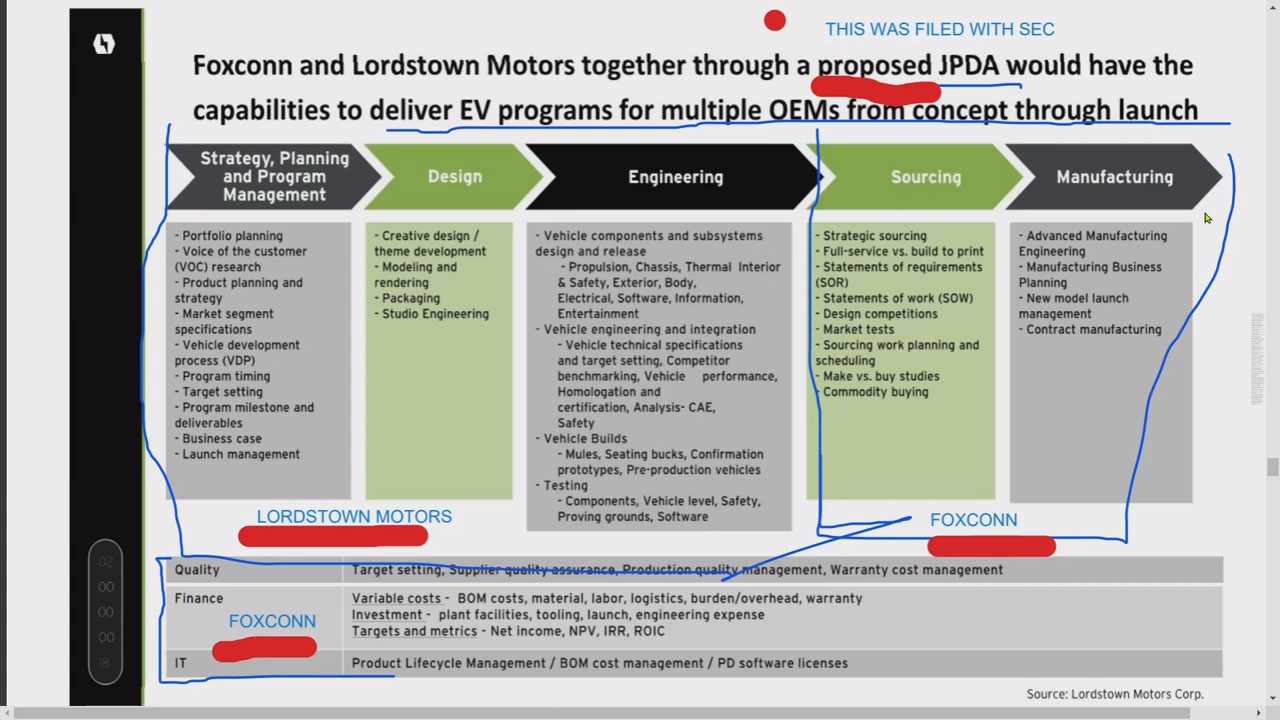 THIS WAS FILED WITH SEC
Foxconn and Lordstown Motors together through a proposed JPDA would have the
capabilities to deliver EV programs for multiple OEMs from concept through launch
Strategy, Planning
and Program
Management
Design
Engineering
Sourcing
Manufacturing
- Portfolio planning
- Voice of the customer
(VOC) research
- Product planning and
strategy
- Market segment
specifications
- Vehicle development
process (VDP)
- Program timing
- Target setting
- Program milestone and
deliverables
- Business case
- Launch management
- Creative design /
theme development
- Modeling and
rendering
- Packaging
- Studio Engineering
- Vehicle components and subsystems
design and release
- Propulsion, Chassis, Thermal Interior
& Safety, Exterior, Body,
Electrical, Software, Information,
Entertainment
- Vehicle engineering and integration
- Vehicle technical specifications
and target setting, Competitor
benchmarking, Vehicle performance,
Homologation and
certification, Analysis- CAE,
Safety
- Vehicle Builds
- Mules, Seating bucks, Confirmation
prototypes, Pre-production vehicles
- Testing
- Components, Vehicle level, Safety,
Proving grounds, Software
- Strategic sourcing
- Full-service vs. build to print
- Statements of requirements
(SOR)
- Statements of work (SOW)
- Design competitions
- Market tests
- Sourcing work planning and
scheduling
- Make vs. buy studies
- Commodity buying
- Advanced Manufacturing
Engineering
- Manufacturing Business
Planning
- New model launch
management
- Contract manufacturing
LORDSTOWN MOTORS
FOXCONN
Quality
Target setting, Supplier quality assurance, Production quality management, Warranty cost management
Finance
Variable costs - BOM costs, material, labor, logistics, burden/overhead, warranty
Investment - plant facilities, tooling, launch, engineering expense
Targets and metrics - Net income, NPV, IRR, ROIC
FOXCONN
IT
Product Lifecycle Management / BOM cost management / PD software licenses
02
00
00
00
18
Source: Lordstown Motors Corp.